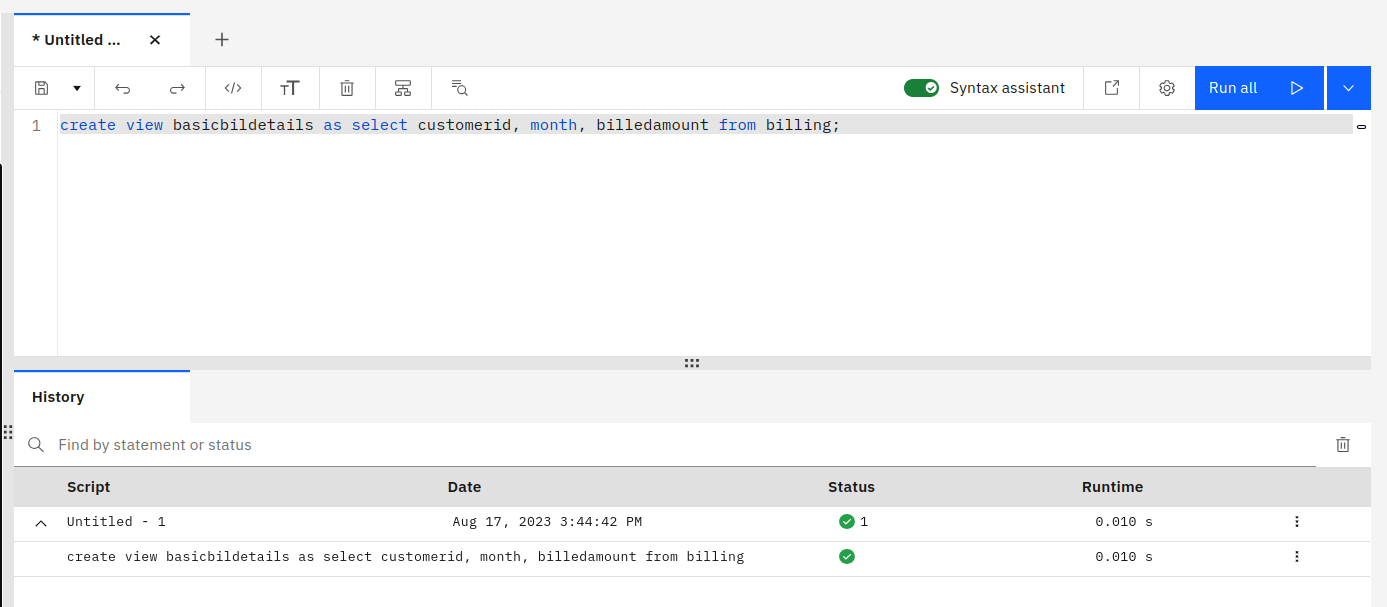 * Untitled ...
Syntax assistant
Run all
1 create view basicbildetails as select customerid, month, billedamount from billing;
History
Find by statement or status
Script Date Status Runtime
Untitled - 1 Aug 17, 2023 3:44:42 PM 1 0.010 s
create view basicbildetails as select customerid, month, billedamount from billing 0.010 s